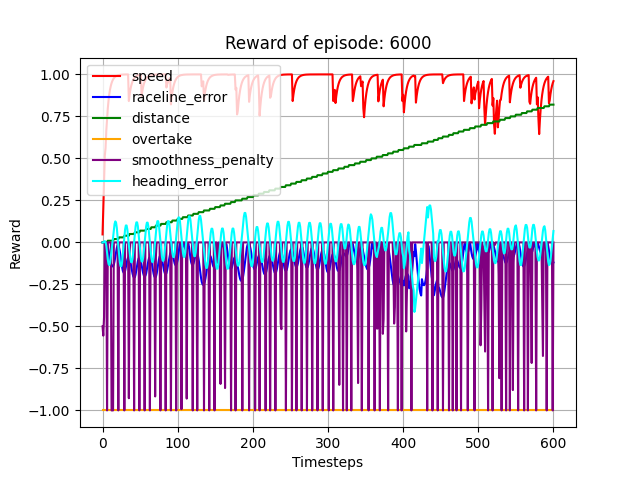 Reward of episode: 6000
speed
raceline_error
distance
overtake
smoothness_penalty
heading_error
1.00
0.75
0.50
0.25
0.00
−0.25
−0.50
−0.75
−1.00
Reward
0 100 200 300 400 500 600
Timesteps